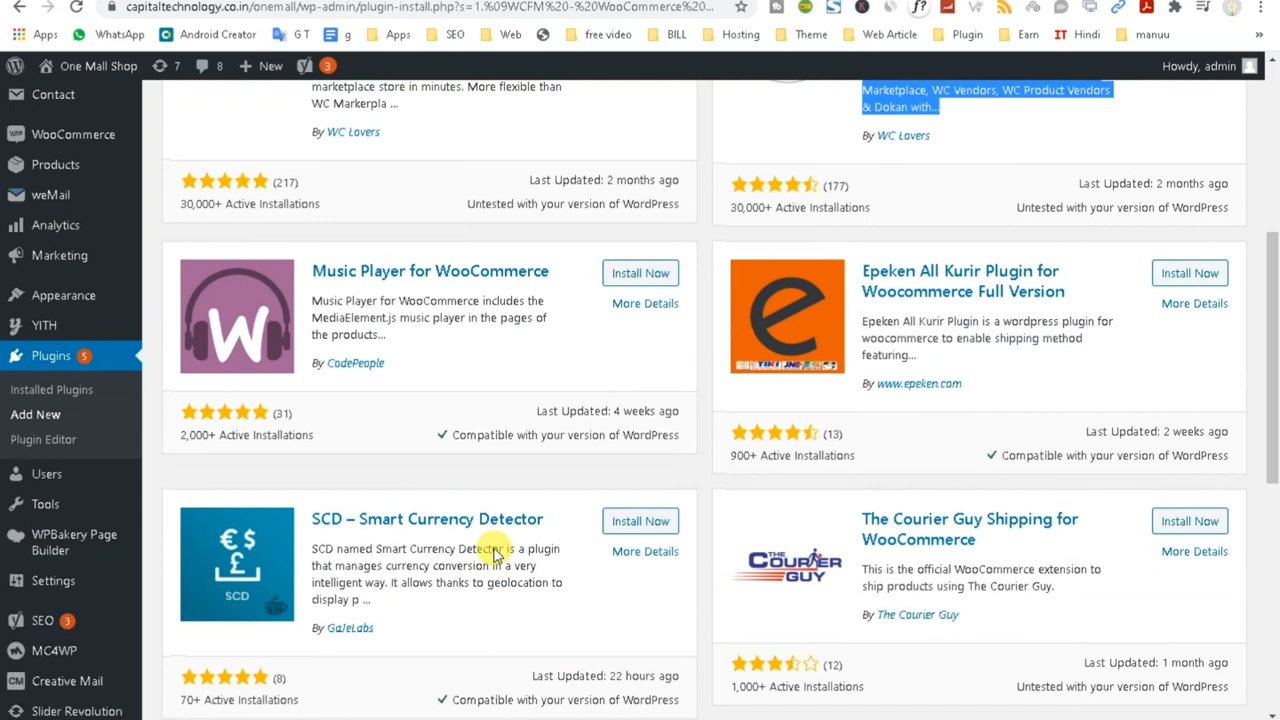 capitaltechnology.co.in/onemall/wp-admin/plugin-install.php?s=1.%09WCFM%20-%20WooCommerce%20...
Apps WhatsApp Android Creator G T g Apps SEO Web free video BILL Hosting Theme Web Article Plugin Earn IT Hindi manuu »
One Mall Shop 7 8 + New 3 Howdy, admin
Contact
WooCommerce
Products
weMail
Analytics
Marketing
Appearance
YITH
Plugins 5
Installed Plugins
Add New
Plugin Editor
Users
Tools
WPBakery Page
Builder
Settings
SEO 3
MC4WP
Creative Mail
Slider Revolution
marketplace store in minutes. More flexible than
WC Markerpla ...
By WC Lovers
(217)
30,000+ Active Installations
Last Updated: 2 months ago
Untested with your version of WordPress
Marketplace, WC Vendors, WC Product Vendors
& Dokan with...
By WC Lovers
(177)
30,000+ Active Installations
Last Updated: 2 months ago
Untested with your version of WordPress
W
Music Player for WooCommerce
Install Now
More Details
Music Player for WooCommerce includes the
MediaElement.js music player in the pages of
the products...
By CodePeople
(31)
2,000+ Active Installations
Last Updated: 4 weeks ago
Compatible with your version of WordPress
e
Epeken All Kurir Plugin for
Woocommerce Full Version
Install Now
More Details
Epeken All Kurir Plugin is a wordpress plugin for
woocommerce to enable shipping method
featuring...
By www.epeken.com
(13)
900+ Active Installations
Last Updated: 2 weeks ago
Compatible with your version of WordPress
€ $
£
SCD
SCD – Smart Currency Detector
Install Now
More Details
SCD named Smart Currency Detector is a plugin
that manages currency conversion in a very
intelligent way. It allows thanks to geolocation to
display p ...
By GaJeLabs
(8)
70+ Active Installations
Last Updated: 22 hours ago
Compatible with your version of WordPress
THE
COURIER
GUY
The Courier Guy Shipping for
WooCommerce
Install Now
More Details
This is the official WooCommerce extension to
ship products using The Courier Guy.
By The Courier Guy
(12)
1,000+ Active Installations
Last Updated: 1 month ago
Untested with your version of WordPress